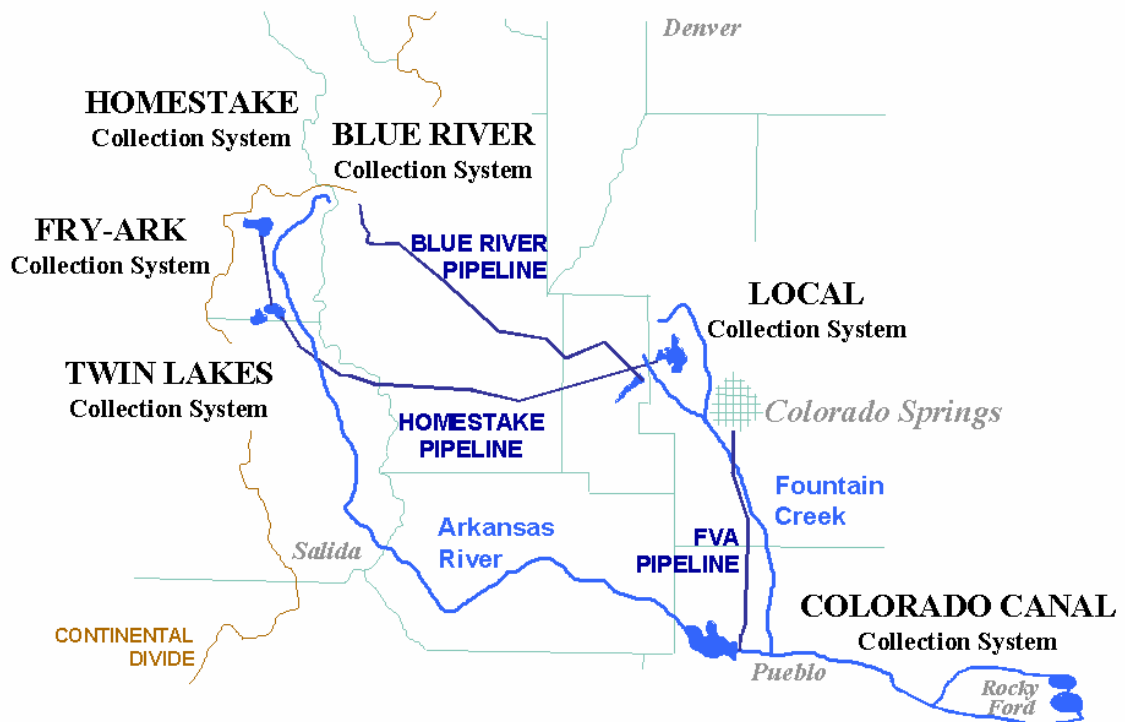 Denver
HOMESTAKE
Collection System
BLUE RIVER
Collection System
FRY-ARK
Collection System
BLUE RIVER
PIPELINE
LOCAL
Collection System
TWIN LAKES
Collection System
HOMESTAKE
PIPELINE
Colorado Springs
Fountain
Creek
Arkansas
River
FVA
PIPELINE
Salida
COLORADO CANAL
Collection System
CONTINENTAL
DIVIDE
Pueblo
Rocky
Ford